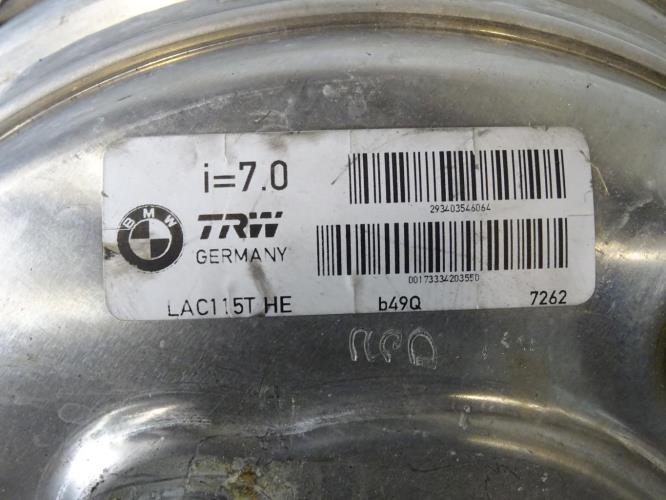 i=7.0
293403546064
BMW
TRW
GERMANY
00173334203550
LAC115T HE b49Q 7262